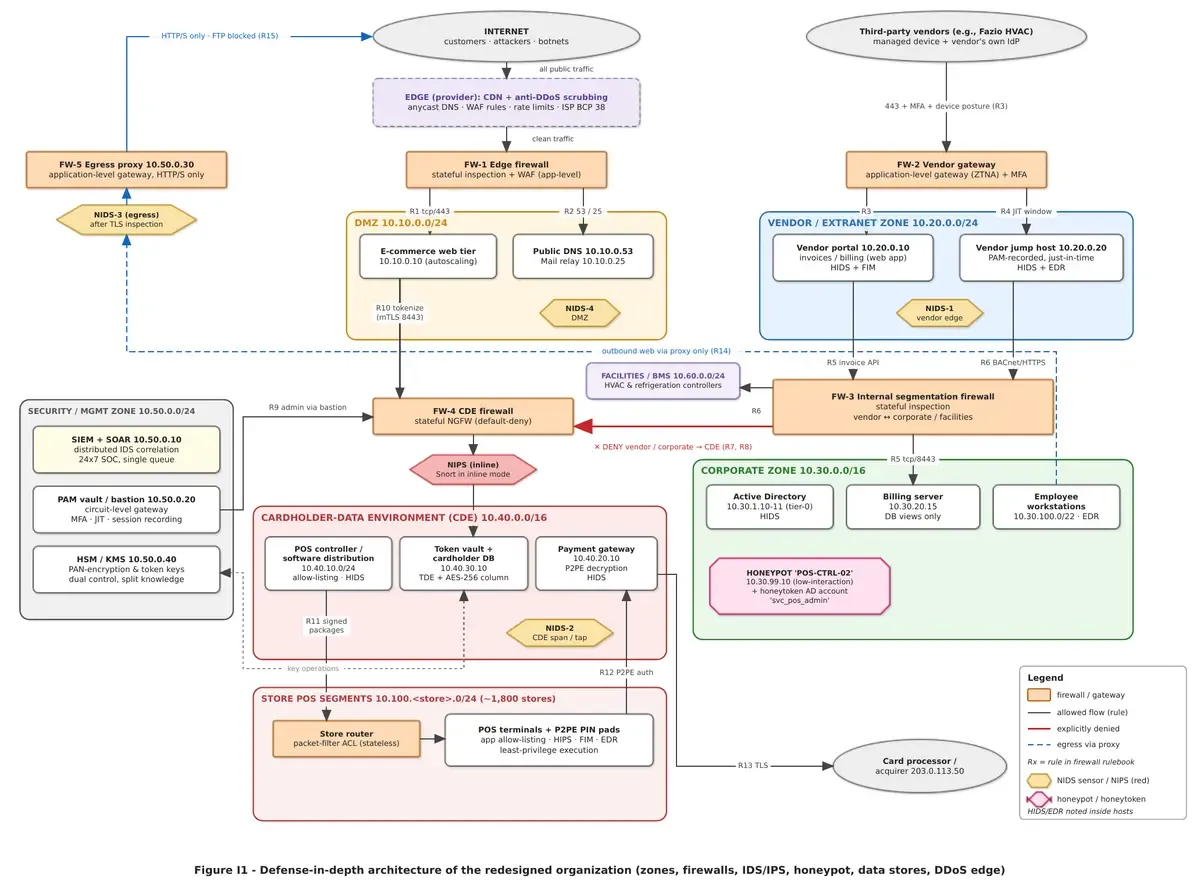 INTERNET
customers · attackers · botnets
Third-party vendors (e.g., Fazio HVAC)
managed device + vendor's own IdP
HTTP/S only · FTP blocked (R15)
all public traffic
EDGE (provider): CDN + anti-DDoS scrubbing
anycast DNS · WAF rules · rate limits · ISP BCP 38
443 + MFA + device posture (R3)
clean traffic
FW-5 Egress proxy 10.50.0.30
application-level gateway, HTTP/S only
FW-1 Edge firewall
stateful inspection + WAF (app-level)
FW-2 Vendor gateway
application-level gateway (ZTNA) + MFA
NIDS-3 (egress)
after TLS inspection
R1 tcp/443
R2 53 / 25
R3
R4 JIT window
DMZ 10.10.0.0/24
E-commerce web tier
10.10.0.10 (autoscaling)
Public DNS 10.10.0.53
Mail relay 10.10.0.25
R10 tokenize
(mTLS 8443)
NIDS-4
DMZ
VENDOR / EXTRANET ZONE 10.20.0.0/24
Vendor portal 10.20.0.10
invoices / billing (web app)
HIDS + FIM
Vendor jump host 10.20.0.20
PAM-recorded, just-in-time
HIDS + EDR
NIDS-1
vendor edge
outbound web via proxy only (R14)
R5 invoice API
R6 BACnet/HTTPS
FACILITIES / BMS 10.60.0.0/24
HVAC & refrigeration controllers
R6
FW-3 Internal segmentation firewall
stateful inspection
vendor ↔ corporate / facilities
R9 admin via bastion
FW-4 CDE firewall
stateful NGFW (default-deny)
✕ DENY vendor / corporate → CDE (R7, R8)
SECURITY / MGMT ZONE 10.50.0.0/24
SIEM + SOAR 10.50.0.10
distributed IDS correlation
24x7 SOC, single queue
PAM vault / bastion 10.50.0.20
circuit-level gateway
MFA · JIT · session recording
HSM / KMS 10.50.0.40
PAN-encryption & token keys
dual control, split knowledge
NIPS (inline)
Snort in inline mode
R5 tcp/8443
CORPORATE ZONE 10.30.0.0/16
Active Directory
10.30.1.10-11 (tier-0)
HIDS
Billing server
10.30.20.15
DB views only
Employee
workstations
10.30.100.0/22 · EDR
HONEYPOT 'POS-CTRL-02'
10.30.99.10 (low-interaction)
+ honeytoken AD account
'svc_pos_admin'
CARDHOLDER-DATA ENVIRONMENT (CDE) 10.40.0.0/16
POS controller /
software distribution
10.40.10.0/24
allow-listing · HIDS
Token vault +
cardholder DB
10.40.30.10
TDE + AES-256 column
Payment gateway
10.40.20.10
P2PE decryption
HIDS
R11 signed
packages
NIDS-2
CDE span / tap
key operations
R12 P2PE auth
STORE POS SEGMENTS 10.100.<store>.0/24 (~1,800 stores)
Store router
packet-filter ACL (stateless)
POS terminals + P2PE PIN pads
app allow-listing · HIPS · FIM · EDR
least-privilege execution
R13 TLS
Card processor /
acquirer 203.0.113.50
Legend
firewall / gateway
allowed flow (rule)
explicitly denied
egress via proxy
Rx = rule in firewall rulebook
NIDS sensor / NIPS (red)
honeypot / honeytoken
HIDS/EDR noted inside hosts
Figure I1 - Defense-in-depth architecture of the redesigned organization (zones, firewalls, IDS/IPS, honeypot, data stores, DDoS edge)